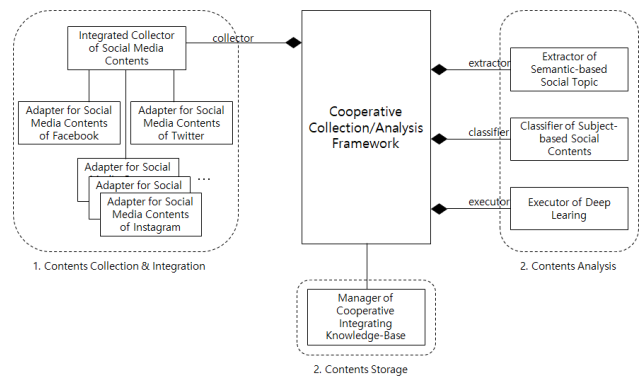 Integrated Collector
of Social Media
Contents
collector
Adapter for Social
Media Contents
of Facebook
Adapter for Social
Media Contents
of Twitter
Adapter for Social
Adapter for Social
Adapter for Social
Media Contents
of Instagram
...
1. Contents Collection & Integration
Cooperative
Collection/Analysis
Framework
extractor
Extractor of
Semantic-based
Social Topic
classifier
Classifier of Subject-
based Social
Contents
executor
Executor of Deep
Learing
2. Contents Analysis
Manager of
Cooperative
Integrating
Knowledge-Base
2. Contents Storage